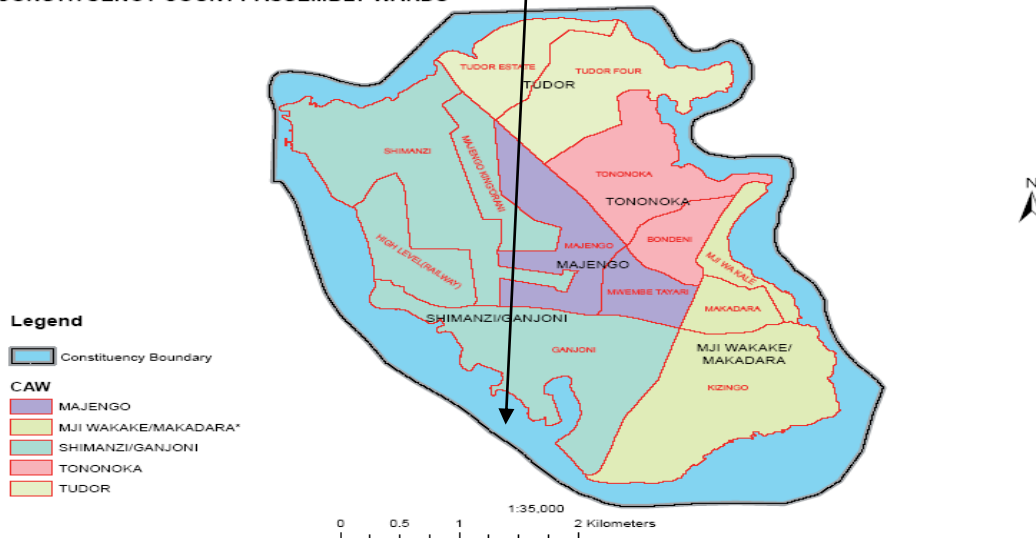 TUDOR ESTATE
TUDOR FOUR
TUDOR
SHIMANZI
MAJENGO KING'ORANI
TONONOKA
TONONOKA
N
HIGH LEVEL(RAILWAY)
MAJENGO
BONDENI
MAJENGO
MJI WA KALE
MWEMBE TAYARI
MAKADARA
SHIMANZI/GANJONI
GANJONI
MJI WAKAKE/
MAKADARA
KIZINGO
Legend
Constituency Boundary
CAW
MAJENGO
MJI WAKAKE/MAKADARA*
SHIMANZI/GANJONI
TONONOKA
TUDOR
1:35,000
0 0.5 1 2 Kilometers